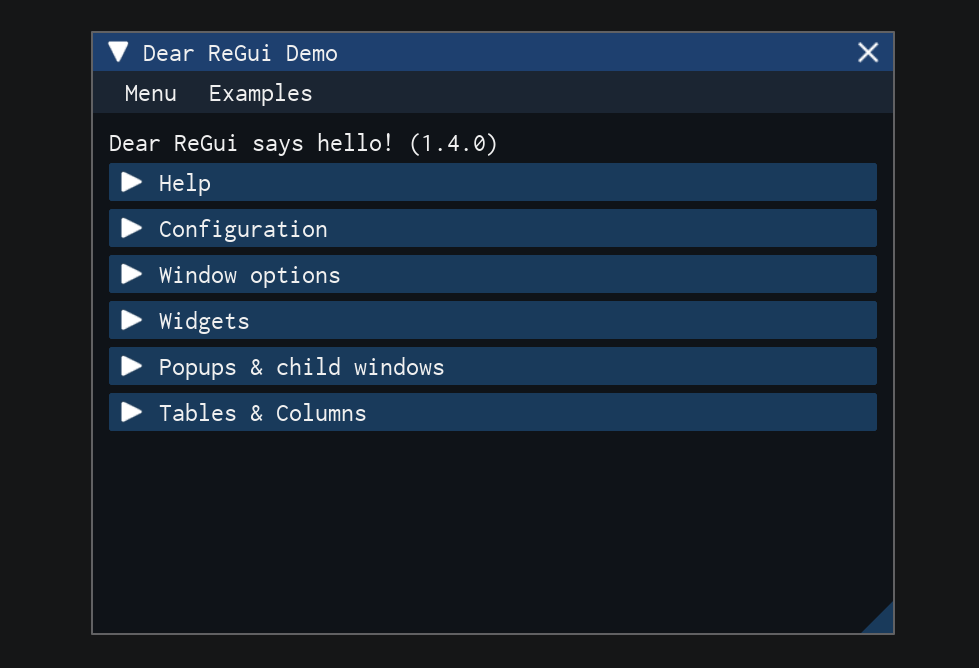 Dear ReGui Demo
Menu Examples
Dear ReGui says hello! (1.4.0)
Help
Configuration
Window options
Widgets
Popups & child windows
Tables & Columns